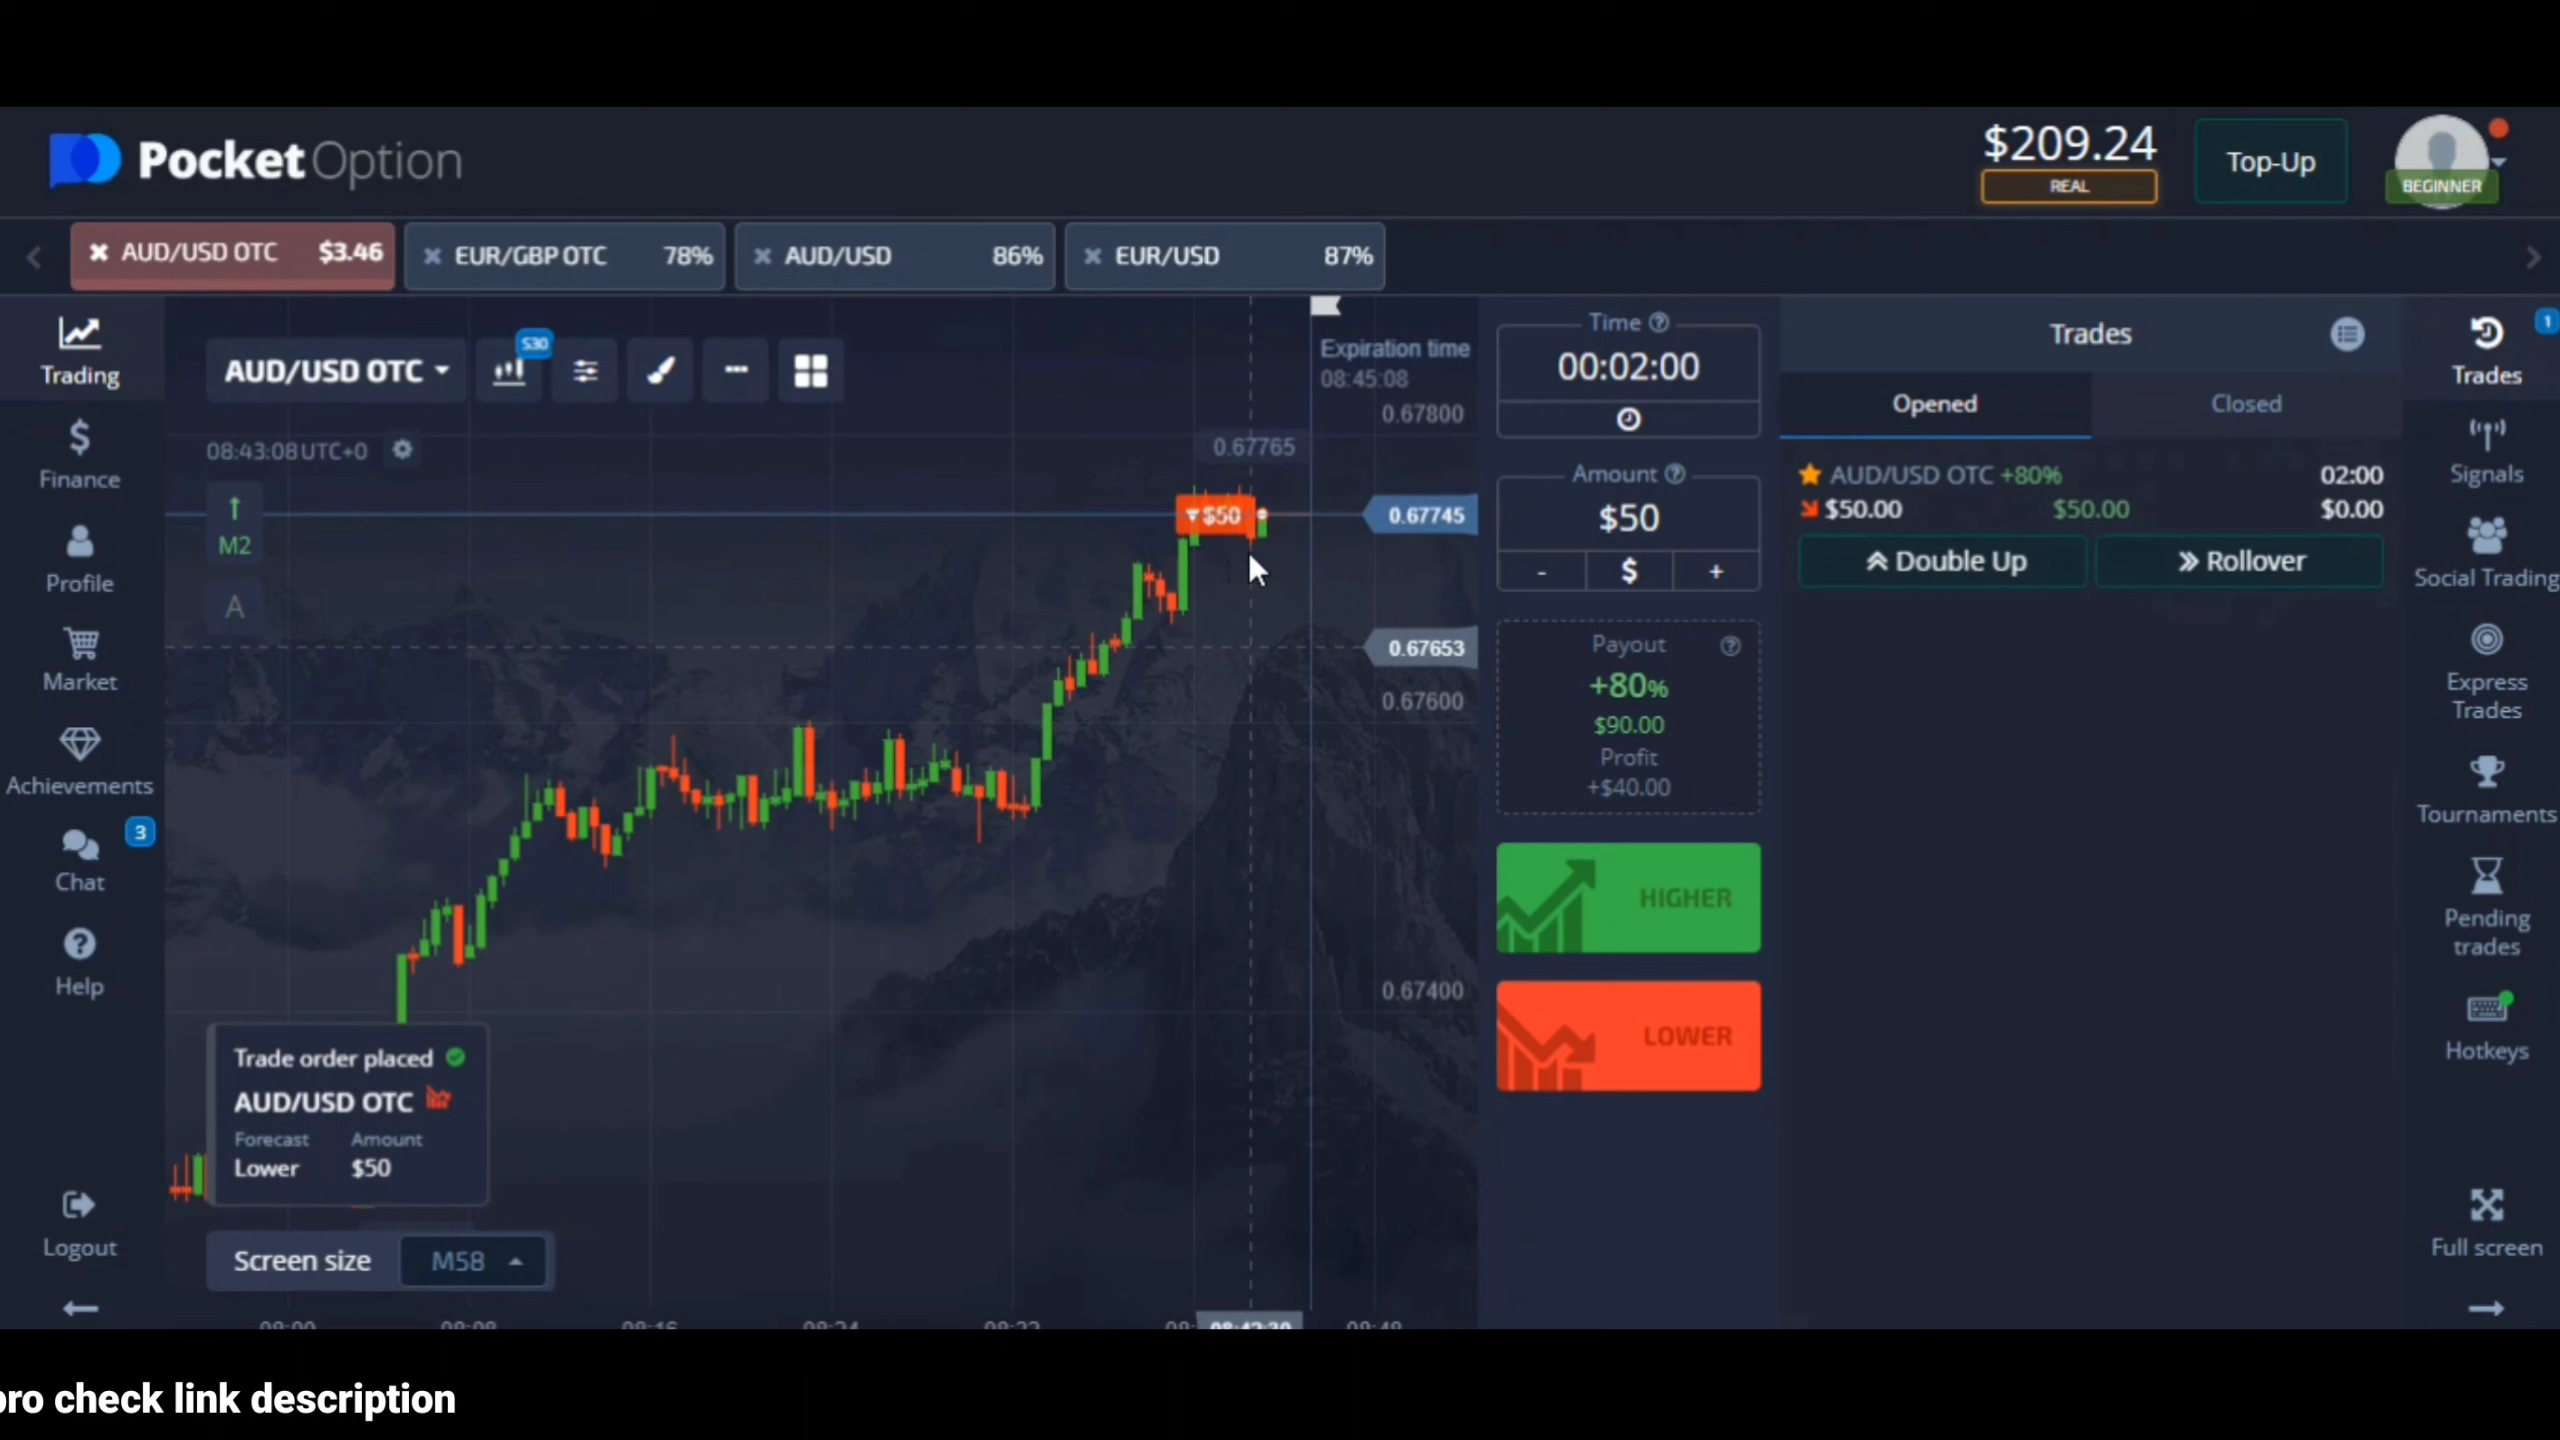 PocketOption
$209.24
REAL
Top-Up
BEGINNER
AUD/USD OTC $3.46
EUR/GBP OTC 78%
AUD/USD 86%
EUR/USD 87%
Trading
Finance
Profile
Market
Achievements
3
Chat
Help
Logout
AUD/USD OTC
S30
08:43:08UTC+0
M2
A
Expiration time
08:45:08
0.67800
0.67765
$50
0.67745
0.67653
0.67600
0.67400
Trade order placed
AUD/USD OTC
Forecast Amount
Lower $50
Screen size M58
Time
00:02:00
Amount
$50
- $ +
Payout
+80%
$90.00
Profit
+$40.00
HIGHER
LOWER
Trades
Opened Closed
AUD/USD OTC +80% 02:00
$50.00 $50.00 $0.00
Double Up Rollover
1
Trades
Signals
Social Trading
Express
Trades
Tournaments
Pending
trades
Hotkeys
Full screen
pro check link description